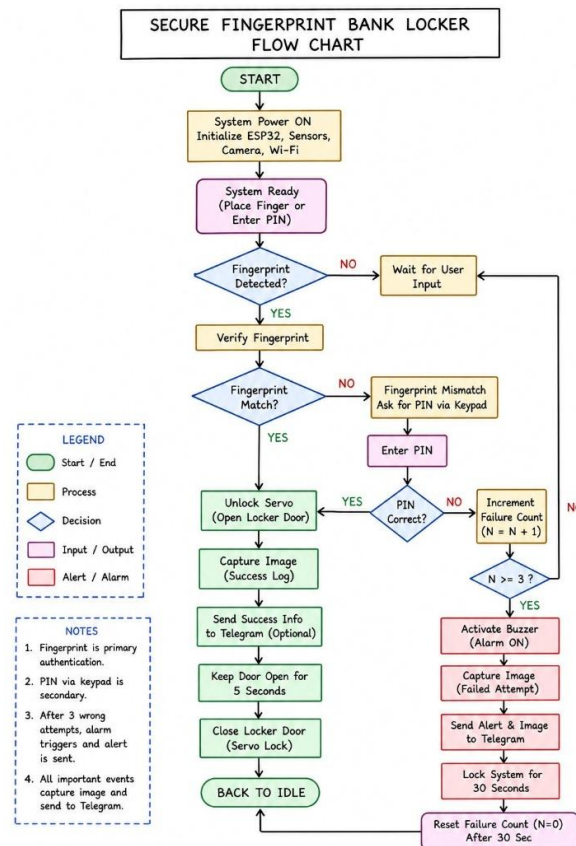 SECURE FINGERPRINT BANK LOCKER
FLOW CHART
START
System Power ON
Initialize ESP32, Sensors,
Camera, Wi-Fi
System Ready
(Place Finger or
Enter PIN)
Fingerprint
Detected?
NO
Wait for User
Input
YES
Verify Fingerprint
Fingerprint
Match?
NO
Fingerprint Mismatch
Ask for PIN via Keypad
YES
Enter PIN
PIN
Correct?
YES
NO
Increment
Failure Count
(N = N + 1)
N >= 3 ?
YES
Unlock Servo
(Open Locker Door)
Capture Image
(Success Log)
Send Success Info
to Telegram (Optional)
Keep Door Open for
5 Seconds
Close Locker Door
(Servo Lock)
BACK TO IDLE
Activate Buzzer
(Alarm ON)
Capture Image
(Failed Attempt)
Send Alert & Image
to Telegram
Lock System for
30 Seconds
Reset Failure Count (N=0)
After 30 Sec
LEGEND
Start / End
Process
Decision
Input / Output
Alert / Alarm
NOTES
1. Fingerprint is primary
authentication.
2. PIN via keypad is
secondary.
3. After 3 wrong
attempts, alarm
triggers and alert
is sent.
4. All important events
capture image and
send to Telegram.